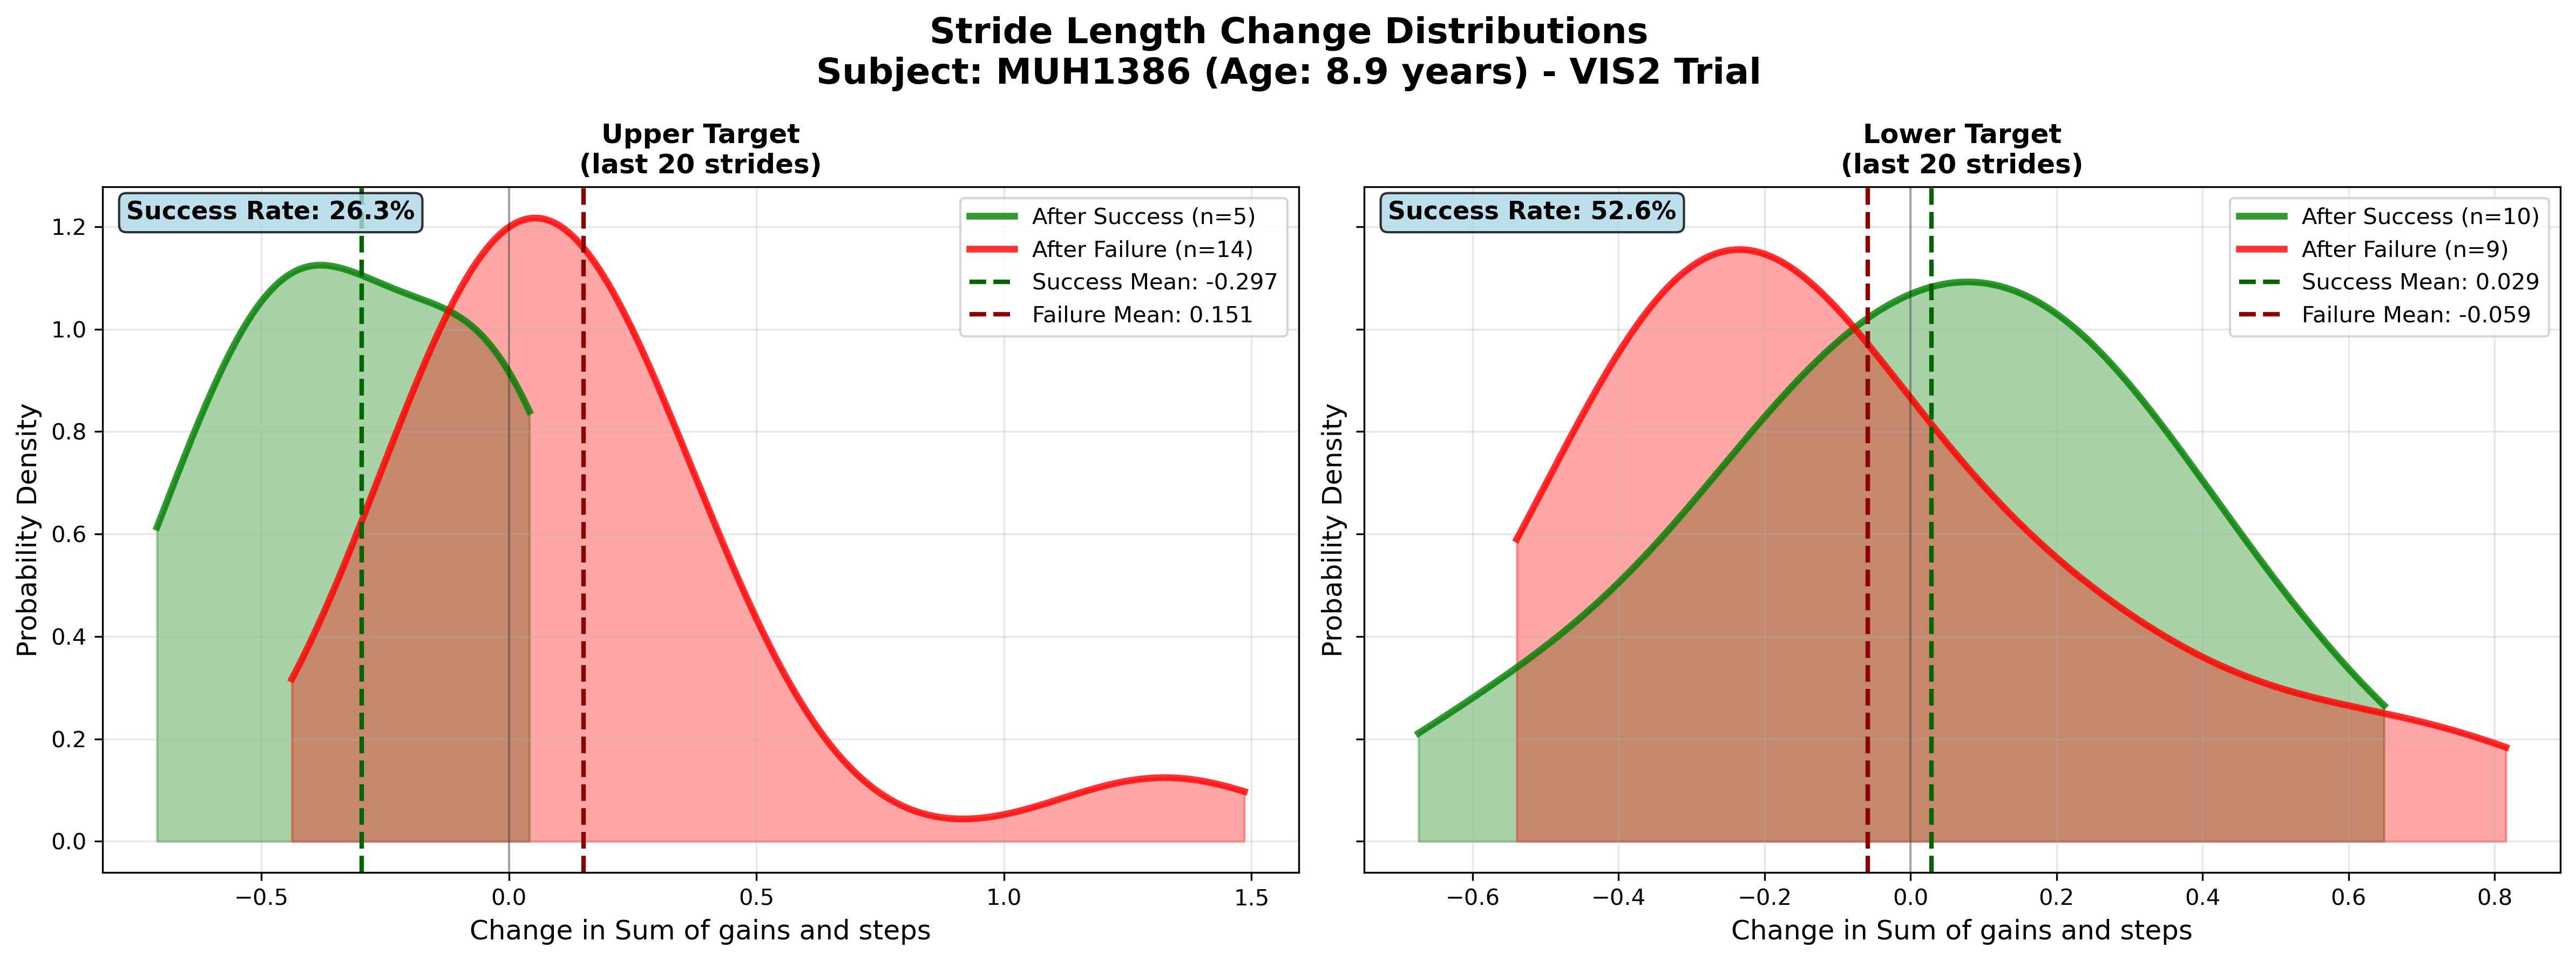 Stride Length Change Distributions
Subject: MUH1386 (Age: 8.9 years) - VIS2 Trial
Upper Target
(last 20 strides)
Success Rate: 26.3%
After Success (n=5)
After Failure (n=14)
Success Mean: -0.297
Failure Mean: 0.151
Probability Density
1.2
1.0
0.8
0.6
0.4
0.2
0.0
−0.5
0.0
0.5
1.0
1.5
Change in Sum of gains and steps
Lower Target
(last 20 strides)
Success Rate: 52.6%
After Success (n=10)
After Failure (n=9)
Success Mean: 0.029
Failure Mean: -0.059
Probability Density
−0.6
−0.4
−0.2
0.0
0.2
0.4
0.6
0.8
Change in Sum of gains and steps